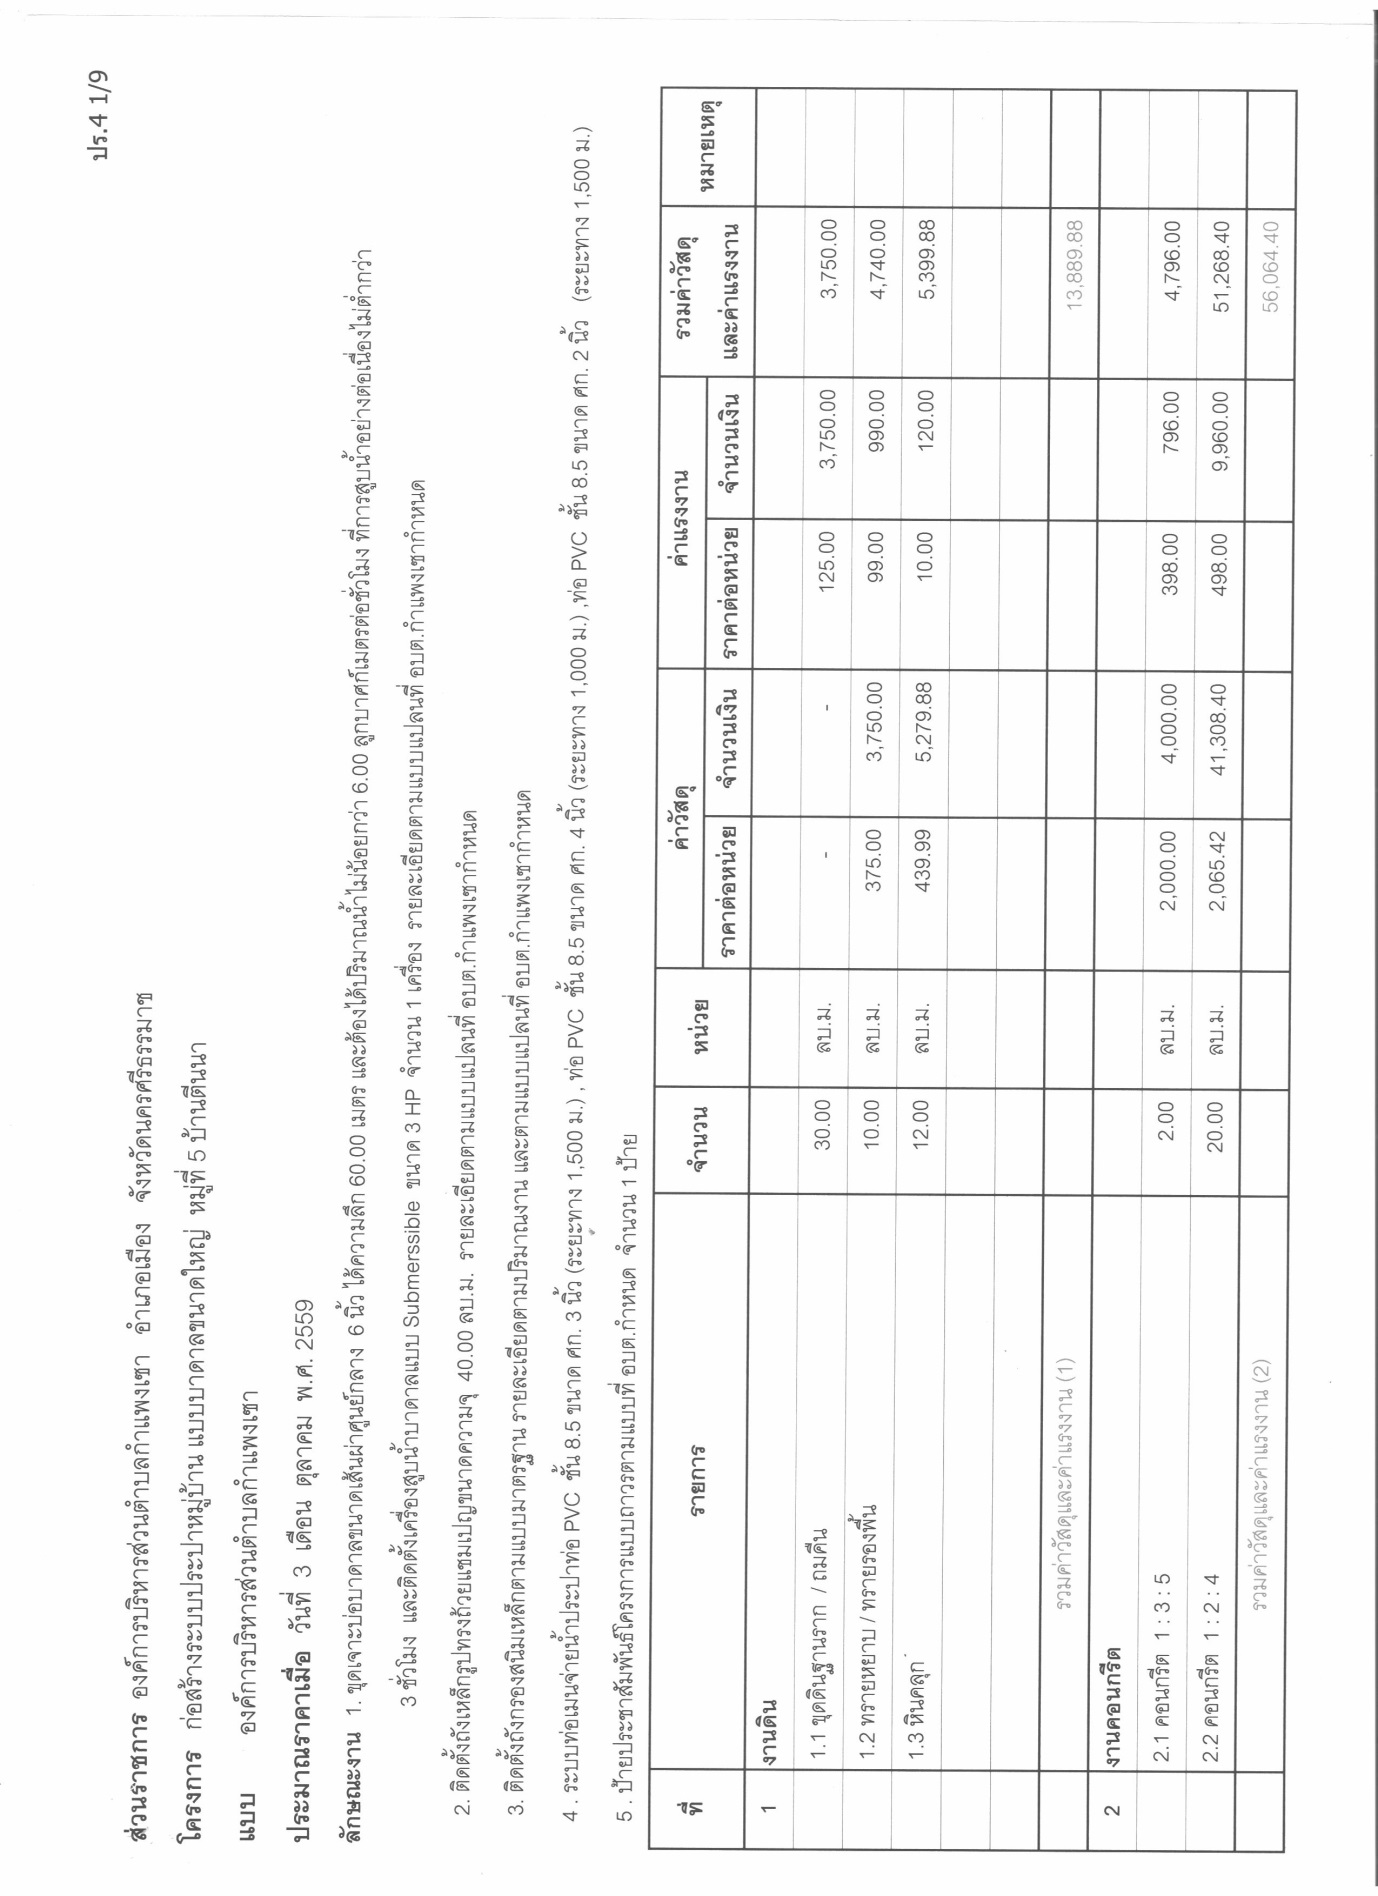 ปร.4 1/9
ส่วนราชการ องค์การบริหารส่วนตำบลกำแพงเซา อำเภอเมือง จังหวัดนครศรีธรรมราช
โครงการ ก่อสร้างระบบประปาหมู่บ้าน แบบบาดาลขนาดใหญ่ หมู่ที่ 5 บ้านตีนนา
แบบ องค์การบริหารส่วนตำบลกำแพงเซา
ประมาณราคาเมื่อ วันที่ 3 เดือน ตุลาคม พ.ศ. 2559
ลักษณะงาน 1. ขุดเจาะบ่อบาดาลขนาดเส้นผ่าศูนย์กลาง 6 นิ้ว ได้ความลึก 60.00 เมตร และต้องได้ปริมาณน้ำไม่น้อยกว่า 6.00 ลูกบาศก์เมตรต่อชั่วโมง ที่การสูบน้ำอย่างต่อเนื่องไม่ต่ำกว่า
3 ชั่วโมง และติดตั้งเครื่องสูบน้ำบาดาลแบบ Submerssible ขนาด 3 HP จำนวน 1 เครื่อง รายละเอียดตามแบบแปลนที่ อบต.กำแพงเซากำหนด
2. ติดตั้งถังเหล็กรูปทรงถ้วยแชมเปญขนาดความจุ 40.00 ลบ.ม. รายละเอียดตามแบบแปลนที่ อบต.กำแพงเซากำหนด
3. ติดตั้งถังกรองสนิมเหล็กตามแบบมาตรฐาน รายละเอียดตามปริมาณงาน และตามแบบแปลนที่ อบต.กำแพงเซากำหนด
4 . ระบบท่อเมนจ่ายน้ำประปาท่อ PVC ชั้น 8.5 ขนาด ศก. 3 นิ้ว (ระยะทาง 1,500 ม.) , ท่อ PVC ชั้น 8.5 ขนาด ศก. 4 นิ้ว (ระยะทาง 1,000 ม.) ,ท่อ PVC ชั้น 8.5 ขนาด ศก. 2 นิ้ว (ระยะทาง 1,500 ม.)
5 . ป้ายประชาสัมพันธ์โครงการแบบถาวรตามแบบที่ อบต.กำหนด จำนวน 1 ป้าย
ที่ รายการ จำนวน หน่วย ค่าวัสดุ ค่าแรงงาน รวมค่าวัสดุ หมายเหตุ
ราคาต่อหน่วย จำนวนเงิน ราคาต่อหน่วย จำนวนเงิน และค่าแรงงาน
1 งานดิน
1.1 ขุดดินฐานราก / ถมคืน 30.00 ลบ.ม. - - 125.00 3,750.00 3,750.00
1.2 ทรายหยาบ / ทรายรองพื้น 10.00 ลบ.ม. 375.00 3,750.00 99.00 990.00 4,740.00
1.3 หินคลุก 12.00 ลบ.ม. 439.99 5,279.88 10.00 120.00 5,399.88
รวมค่าวัสดุและค่าแรงงาน (1) 13,889.88
2 งานคอนกรีต
2.1 คอนกรีต 1 : 3 : 5 2.00 ลบ.ม. 2,000.00 4,000.00 398.00 796.00 4,796.00
2.2 คอนกรีต 1 : 2 : 4 20.00 ลบ.ม. 2,065.42 41,308.40 498.00 9,960.00 51,268.40
รวมค่าวัสดุและค่าแรงงาน (2) 56,064.40